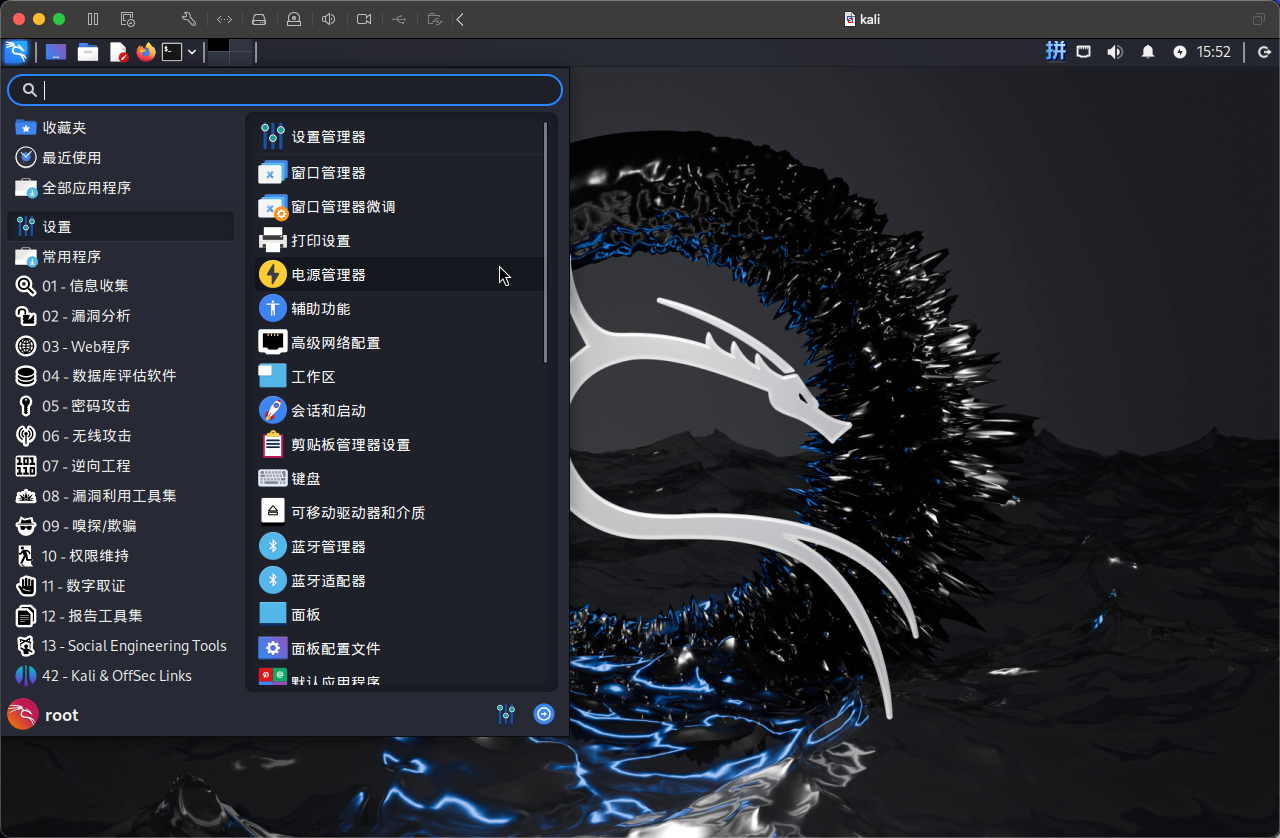 kali
拼
15:52
收藏夹
最近使用
全部应用程序
设置
常用程序
01 - 信息收集
02 - 漏洞分析
03 - Web程序
04 - 数据库评估软件
05 - 密码攻击
06 - 无线攻击
07 - 逆向工程
08 - 漏洞利用工具集
09 - 嗅探/欺骗
10 - 权限维持
11 - 数字取证
12 - 报告工具集
13 - Social Engineering Tools
42 - Kali & OffSec Links
设置管理器
窗口管理器
窗口管理器微调
打印设置
电源管理器
辅助功能
高级网络配置
工作区
会话和启动
剪贴板管理器设置
键盘
可移动驱动器和介质
蓝牙管理器
蓝牙适配器
面板
面板配置文件
默认应用程序
root